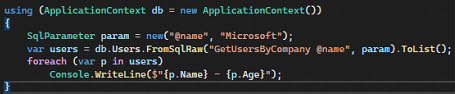 using (ApplicationContext db = new ApplicationContext())
{
    SqlParameter param = new("@name", "Microsoft");
    var users = db.Users.FromSqlRaw("GetUsersByCompany @name", param).ToList();
    foreach (var p in users)
        Console.WriteLine($"{p.Name} - {p.Age}");
}